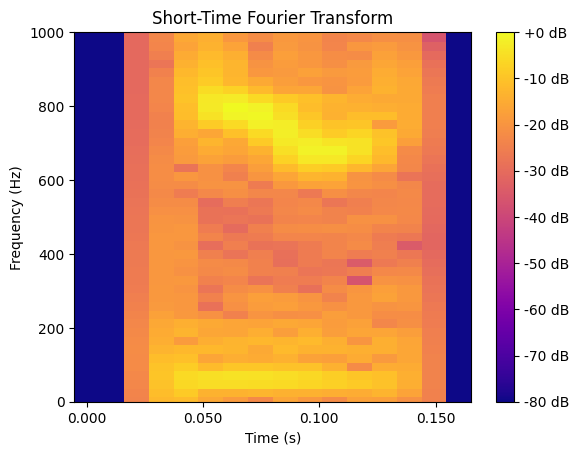 Short-Time Fourier Transform
1000
800
600
400
200
0
Frequency (Hz)
0.000
0.050
0.100
0.150
Time (s)
+0 dB
-10 dB
-20 dB
-30 dB
-40 dB
-50 dB
-60 dB
-70 dB
-80 dB